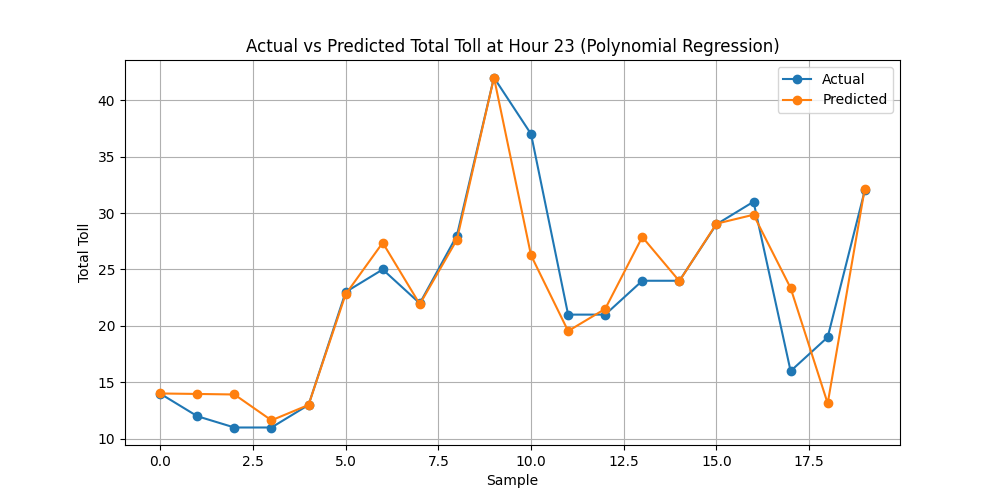 Actual vs Predicted Total Toll at Hour 23 (Polynomial Regression)
Actual
Predicted
Total Toll
40
35
30
25
20
15
10
0.0 2.5 5.0 7.5 10.0 12.5 15.0 17.5
Sample